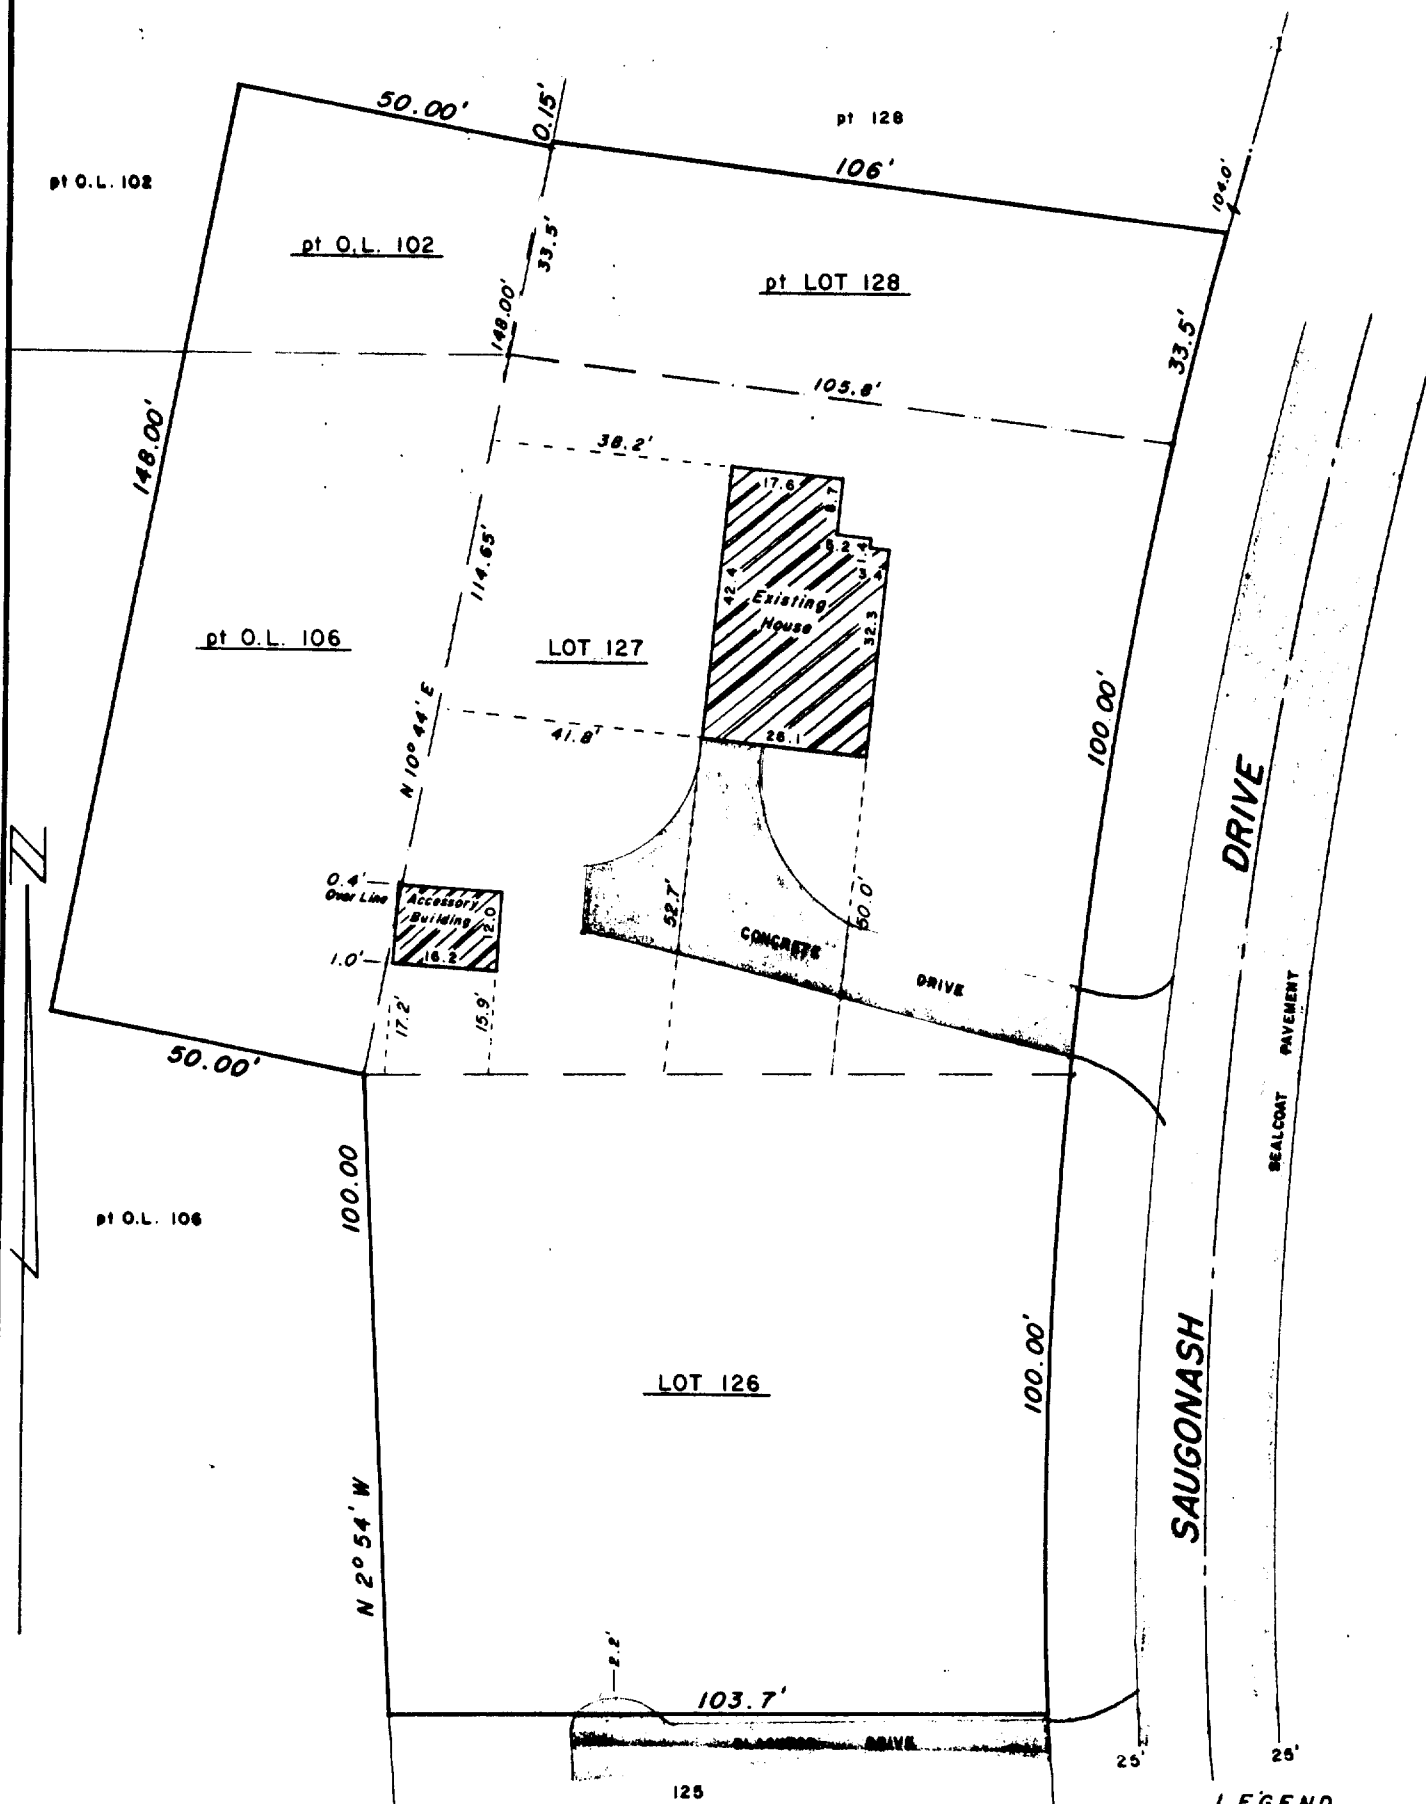 50.00'
0.15'
pt 128
106'
104.0'
pt O.L. 102
pt O.L. 102
33.5'
pt LOT 128
148.00'
33.5'
105.8'
148.00'
38.2'
17.6
8.7
5.2
1.4
3.4
42.4
Existing
House
32.3
114.65'
pt O.L. 106
LOT 127
N 10° 44' E
41.8'
26.1
100.00'
DRIVE
0.4'
Over Line
Accessory
Building
12.0
16.2
1.0'
17.2'
15.9'
52.7'
50.0'
CONCRETE
DRIVE
SEALCOAT PAVEMENT
50.00'
100.00
pt O.L. 106
100.00'
LOT 126
SAUGONASH
N 2° 54' W
2.2'
103.7'
DRIVE
25'
25'
125
LEGEND